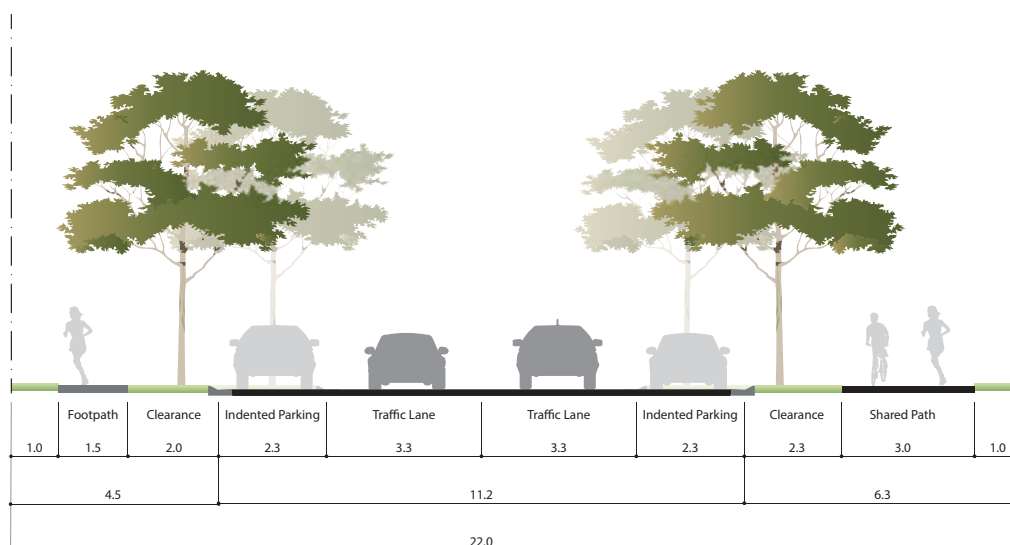 Footpath Clearance Indented Parking Traffic Lane Traffic Lane Indented Parking Clearance Shared Path
1.0 1.5 2.0 2.3 3.3 3.3 2.3 2.3 3.0 1.0
4.5 11.2 6.3
22.0